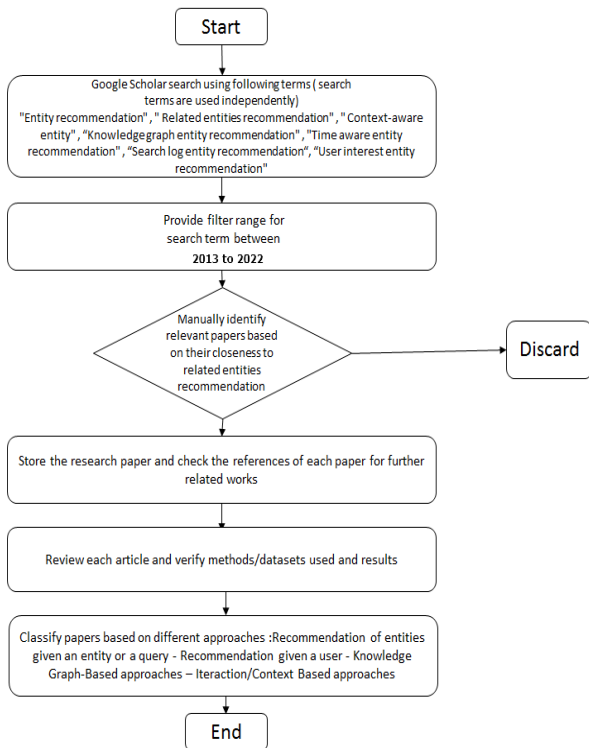 Start
Google Scholar search using following terms ( search
terms are used independently)
"Entity recommendation" , " Related entities recommendation" , " Context-aware
entity" , “Knowledge graph entity recommendation" , "Time aware entity
recommendation" , “Search log entity recommendation“, “User interest entity
recommendation"
Provide filter range for
search term between
2013 to 2022
Manually identify
relevant papers based
on their closeness to
related entities
recommendation
Discard
Store the research paper and check the references of each paper for further
related works
Review each article and verify methods/datasets used and results
Classify papers based on different approaches :Recommendation of entities
given an entity or a query - Recommendation given a user - Knowledge
Graph-Based approaches – Iteraction/Context Based approaches
End